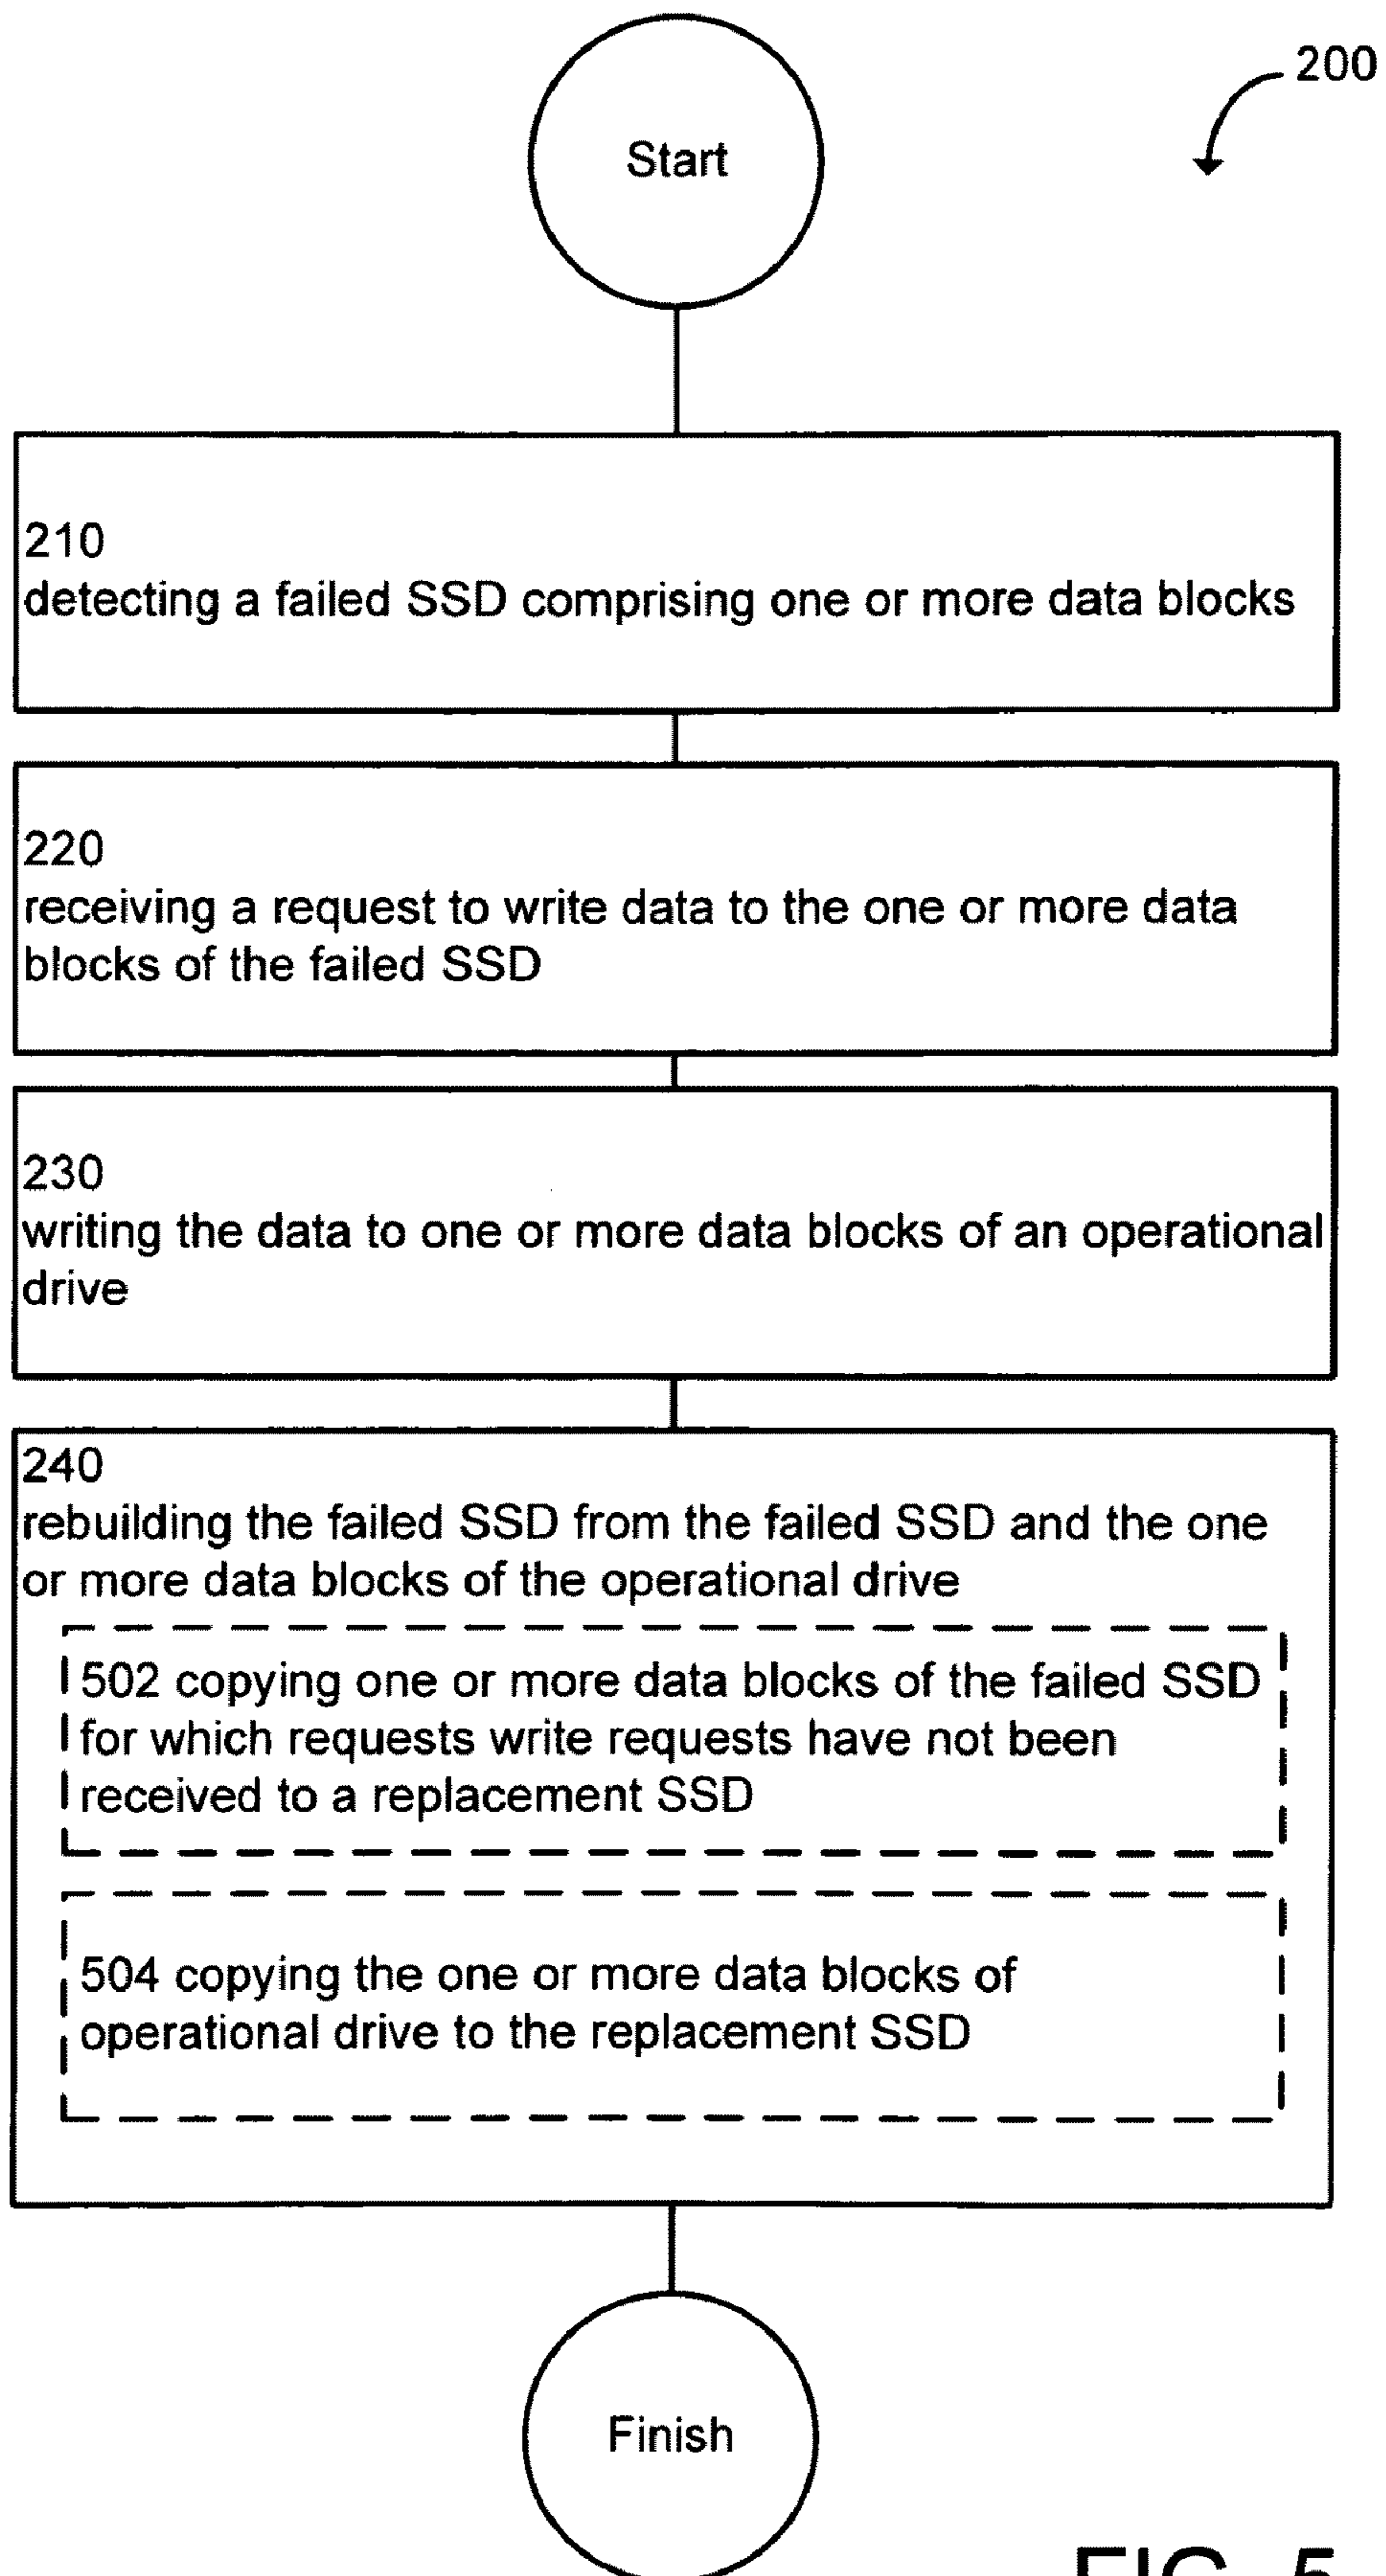 200
Start
210
detecting a failed SSD comprising one or more data blocks
220
receiving a request to write data to the one or more data
blocks of the failed SSD
230
writing the data to one or more data blocks of an operational
drive
240
rebuilding the failed SSD from the failed SSD and the one
or more data blocks of the operational drive
502 copying one or more data blocks of the failed SSD
for which requests write requests have not been
received to a replacement SSD
504 copying the one or more data blocks of
operational drive to the replacement SSD
Finish
FIG. 5